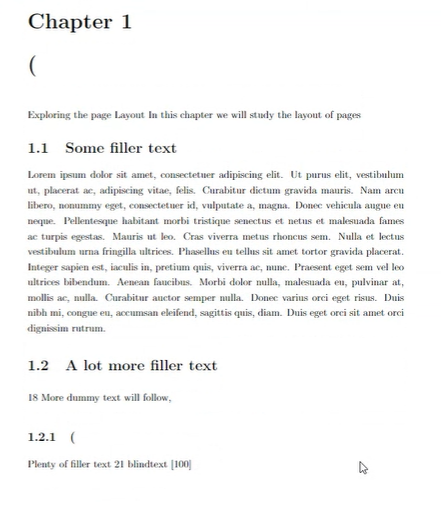 Chapter 1
(
Exploring the page Layout In this chapter we will study the layout of pages
1.1 Some filler text
Lorem ipsum dolor sit amet, consectetuer adipiscing elit. Ut purus elit, vestibulum
ut, placerat ac, adipiscing vitae, felis. Curabitur dictum gravida mauris. Nam arcu
libero, nonummy eget, consectetuer id, vulputate a, magna. Donec vehicula augue eu
neque. Pellentesque habitant morbi tristique senectus et netus et malesuada fames
ac turpis egestas. Mauris ut leo. Cras viverra metus rhoncus sem. Nulla et lectus
vestibulum urna fringilla ultrices. Phasellus eu tellus sit amet tortor gravida placerat.
Integer sapien est, iaculis in, pretium quis, viverra ac, nunc. Praesent eget sem vel leo
ultrices bibendum. Aenean faucibus. Morbi dolor nulla, malesuada eu, pulvinar at,
mollis ac, nulla. Curabitur auctor semper nulla. Donec varius orci eget risus. Duis
nibh mi, congue eu, accumsan eleifend, sagittis quis, diam. Duis eget orci sit amet orci
dignissim rutrum.
1.2 A lot more filler text
18 More dummy text will follow,
1.2.1 (
Plenty of filler text 21 blindtext [100]